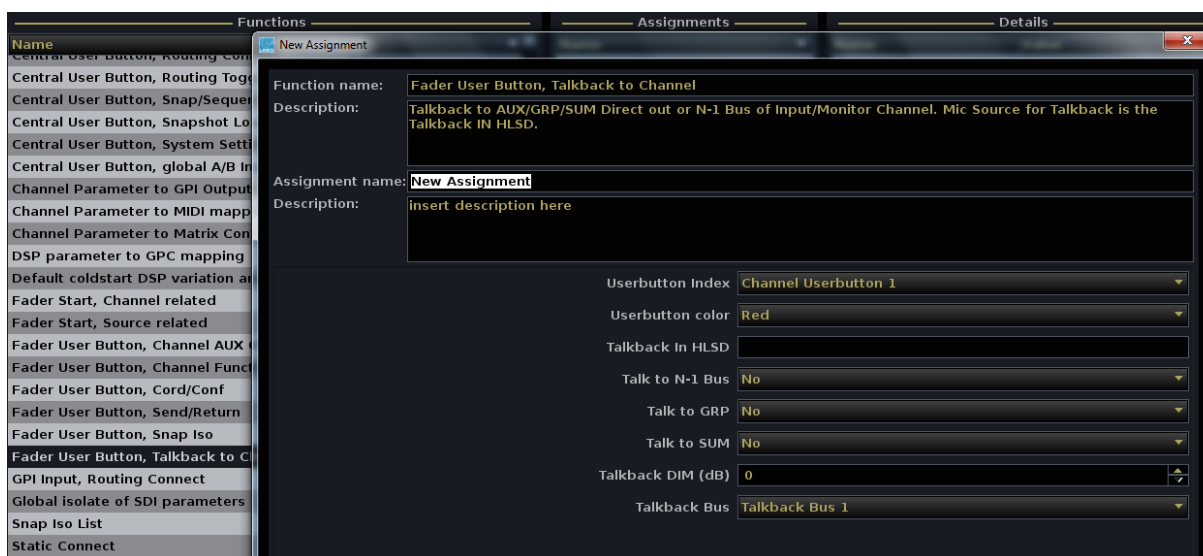 Functions
Assignments
Details
Name
Central User Button, Routing Con
Central User Button, Routing Togg
Central User Button, Snap/Sequen
Central User Button, Snapshot Lo
Central User Button, System Setti
Central User Button, global A/B In
Channel Parameter to GPI Output
Channel Parameter to MIDI mapp
Channel Parameter to Matrix Con
DSP parameter to GPC mapping
Default coldstart DSP variation an
Fader Start, Channel related
Fader Start, Source related
Fader User Button, Channel AUX
Fader User Button, Channel Funct
Fader User Button, Cord/Conf
Fader User Button, Send/Return
Fader User Button, Snap Iso
Fader User Button, Talkback to C
GPI Input, Routing Connect
Global isolate of SDI parameters
Snap Iso List
Static Connect
New Assignment
Function name: Fader User Button, Talkback to Channel
Description: Talkback to AUX/GRP/SUM Direct out or N-1 Bus of Input/Monitor Channel. Mic Source for Talkback is the
Talkback IN HLSD.
Assignment name: New Assignment
Description: insert description here
Userbutton Index Channel Userbutton 1
Userbutton color Red
Talkback In HLSD
Talk to N-1 Bus No
Talk to GRP No
Talk to SUM No
Talkback DIM (dB) 0
Talkback Bus Talkback Bus 1